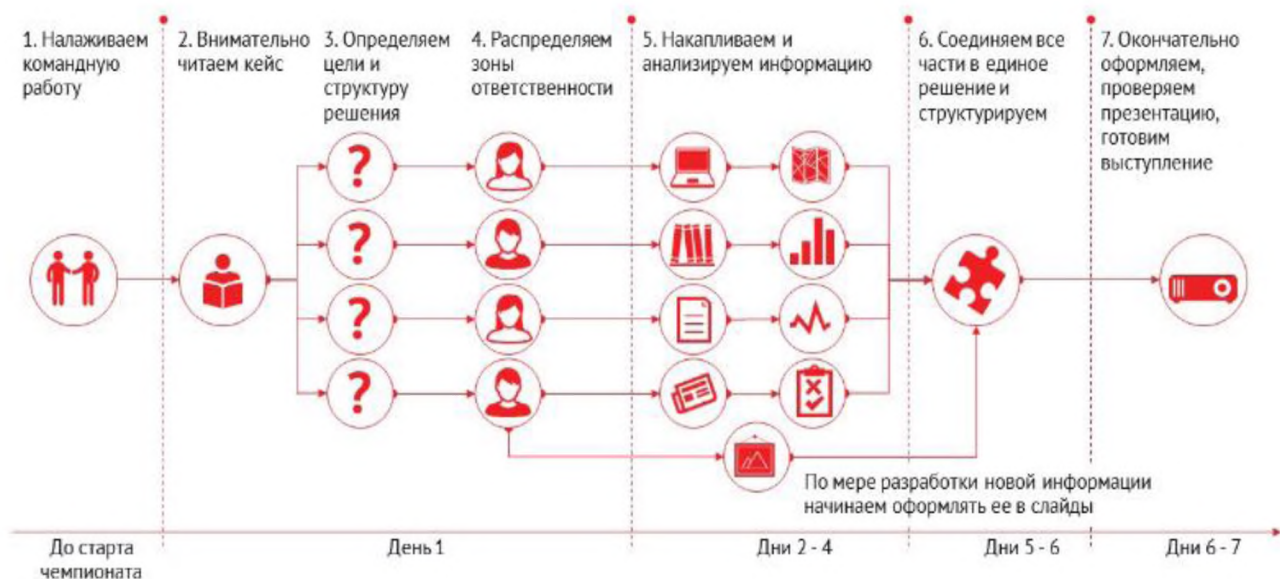 1. Налаживаем
командную
работу
2. Внимательно
читаем кейс
3. Определяем
цели и
структуру
решения
4. Распределяем
зоны
ответственности
5. Накапливаем и
анализируем информацию
6. Соединяем все
части в единое
решение и
структурируем
7. Окончательно
оформляем,
проверяем
презентацию,
готовим
выступление
?
?
?
?
По мере разработки новой информации
начинаем оформлять ее в слайды
До старта
чемпионата
День 1
Дни 2 - 4
Дни 5 - 6
Дни 6 - 7